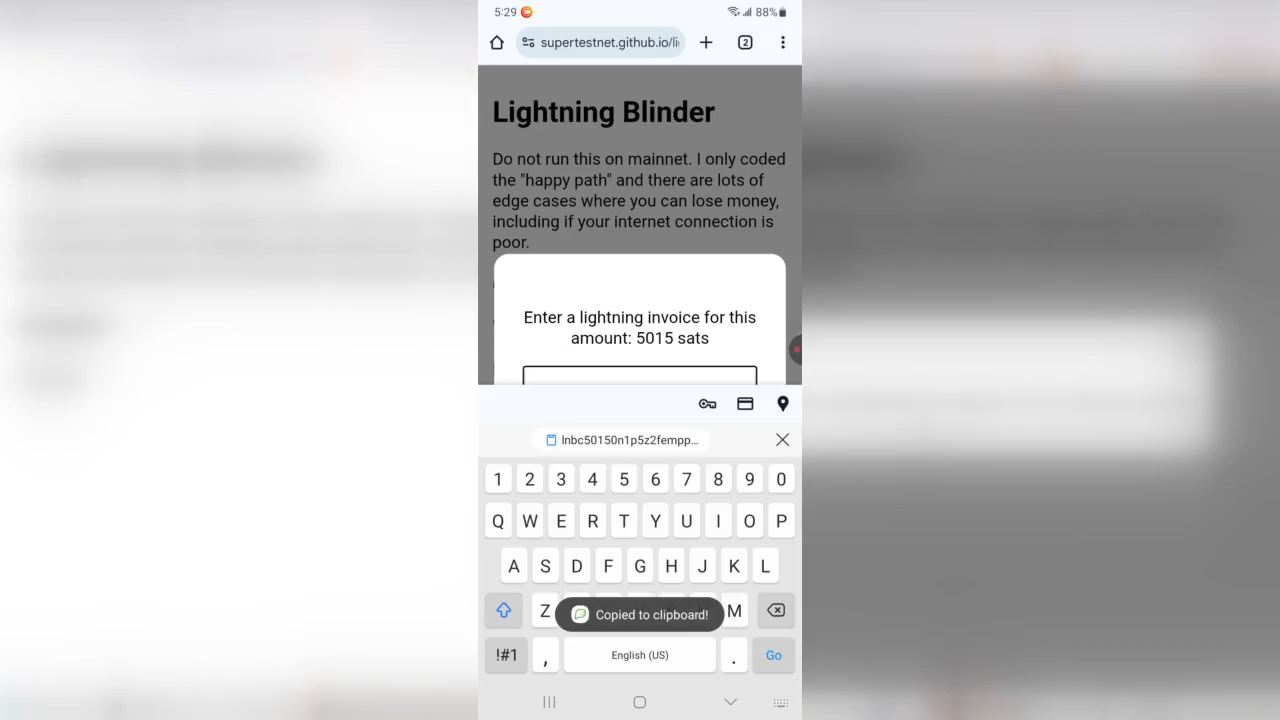 5:29 88%
supertestnet.github.io/li 2
Lightning Blinder
Do not run this on mainnet. I only coded
the "happy path" and there are lots of
edge cases where you can lose money,
including if your internet connection is
poor.
Enter a lightning invoice for this
amount: 5015 sats
lnbc50150n1p5z2fempp...
1 2 3 4 5 6 7 8 9 0
Q W E R T Y U I O P
A S D F G H J K L
Z M
Copied to clipboard!
!#1 , English (US) . Go